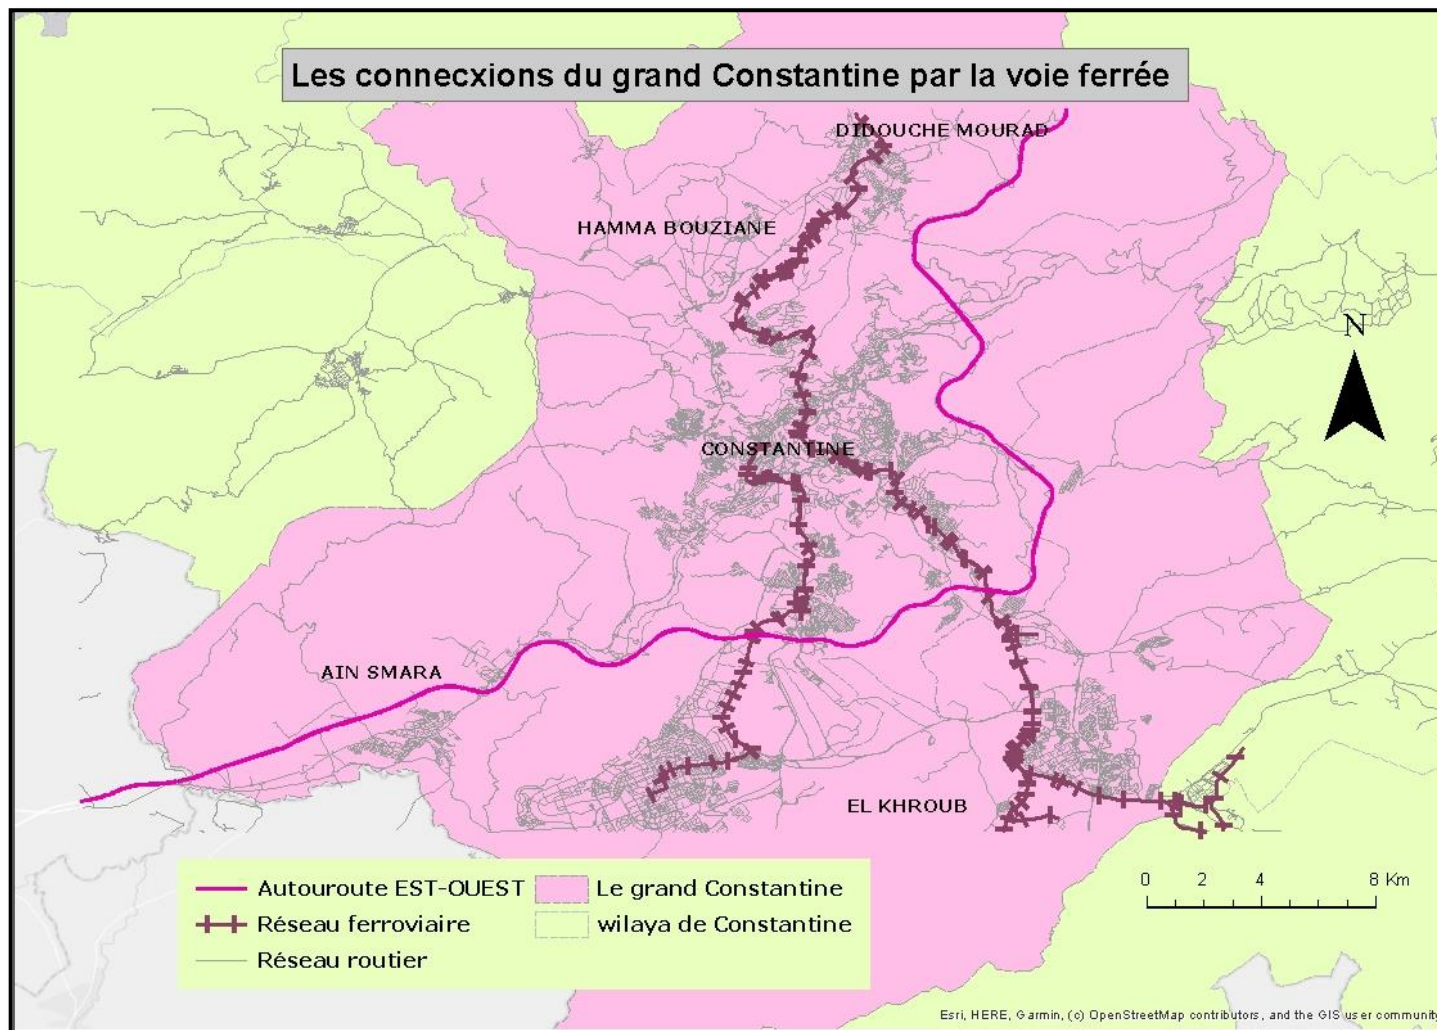 Les connecxions du grand Constantine par la voie ferrée
DIDOUCHE MOURAD
HAMMA BOUZIANE
N
CONSTANTINE
AIN SMARA
EL KHROUB
0 2 4 8 Km
Autouroute EST-OUEST
Réseau ferroviaire
Réseau routier
Le grand Constantine
wilaya de Constantine
Esri, HERE, Garmin, (c) OpenStreetMap contributors, and the GIS user community